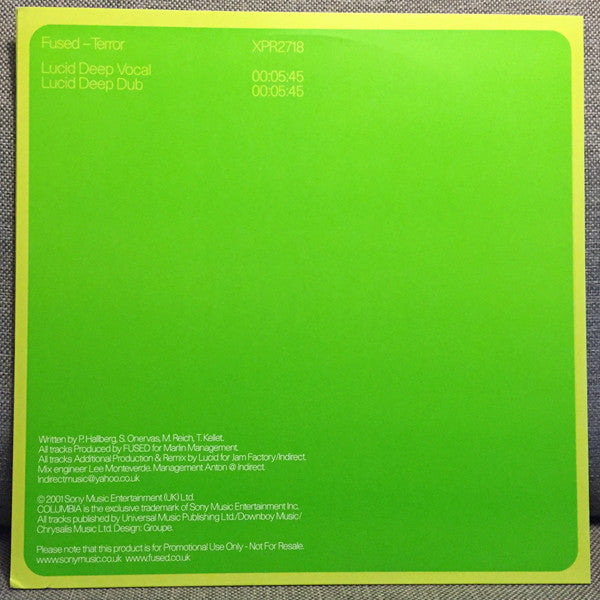 Fused – Terror XPR2718
Lucid Deep Vocal 00:05:45
Lucid Deep Dub 00:05:45
Written by P. Hallberg, S. Onervas, M. Reich, T. Kellet.
All tracks Produced by FUSED for Marlin Management.
All tracks Additional Production & Remix by Lucid for Jam Factory/Indirect.
Mix engineer Lee Monteverde. Management Anton @ Indirect.
Indirectmusic@yahoo.co.uk
© 2001 Sony Music Entertainment (UK) Ltd.
COLUMBIA is the exclusive trademark of Sony Music Entertainment Inc.
All tracks published by Universal Music Publishing Ltd./Downboy Music/
Chrysalis Music Ltd. Design: Groupe.
Please note that this product is for Promotional Use Only - Not For Resale.
www.sonymusic.co.uk www.fused.co.uk